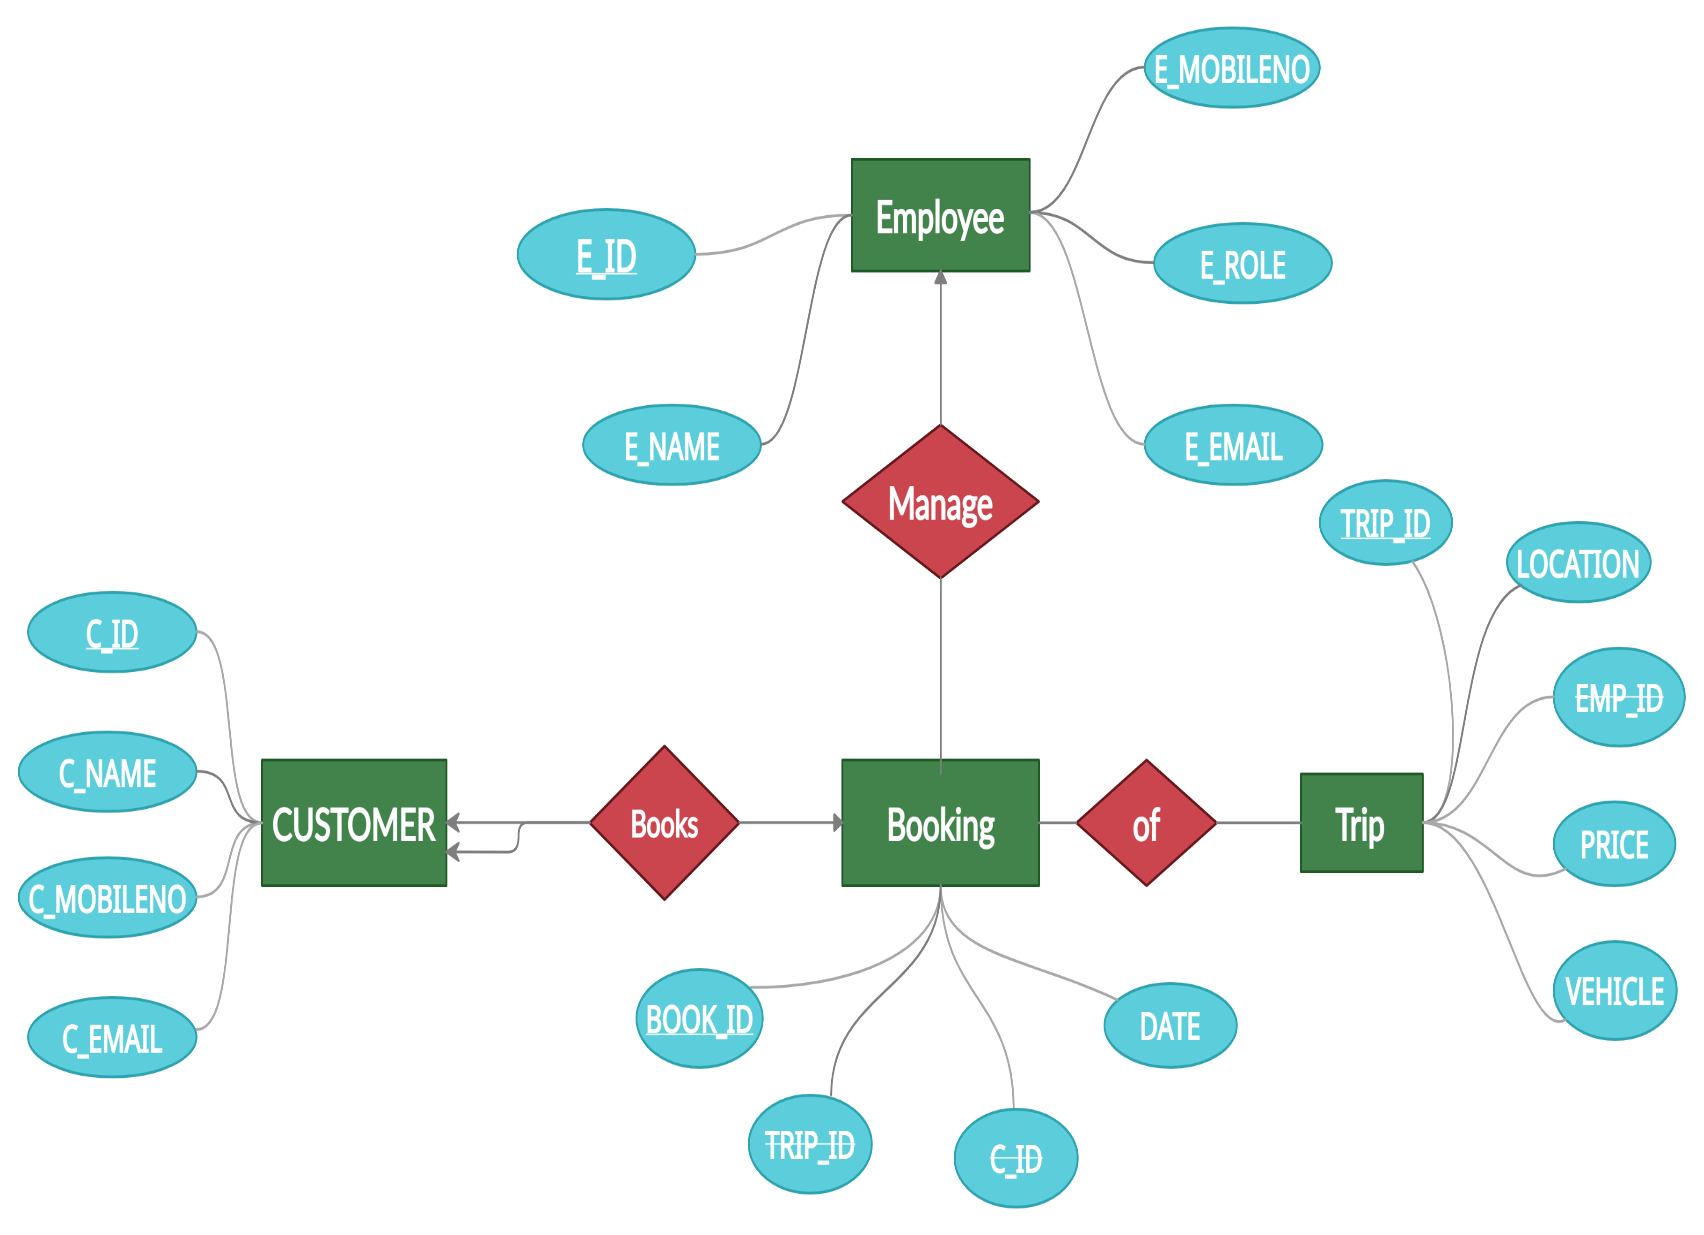 E_MOBILENO
Employee
E_ID
E_ROLE
E_NAME
E_EMAIL
Manage
TRIP_ID
LOCATION
C_ID
EMP_ID
C_NAME
CUSTOMER
Books
Booking
of
Trip
PRICE
C_MOBILENO
VEHICLE
BOOK_ID
DATE
C_EMAIL
TRIP_ID
C_ID